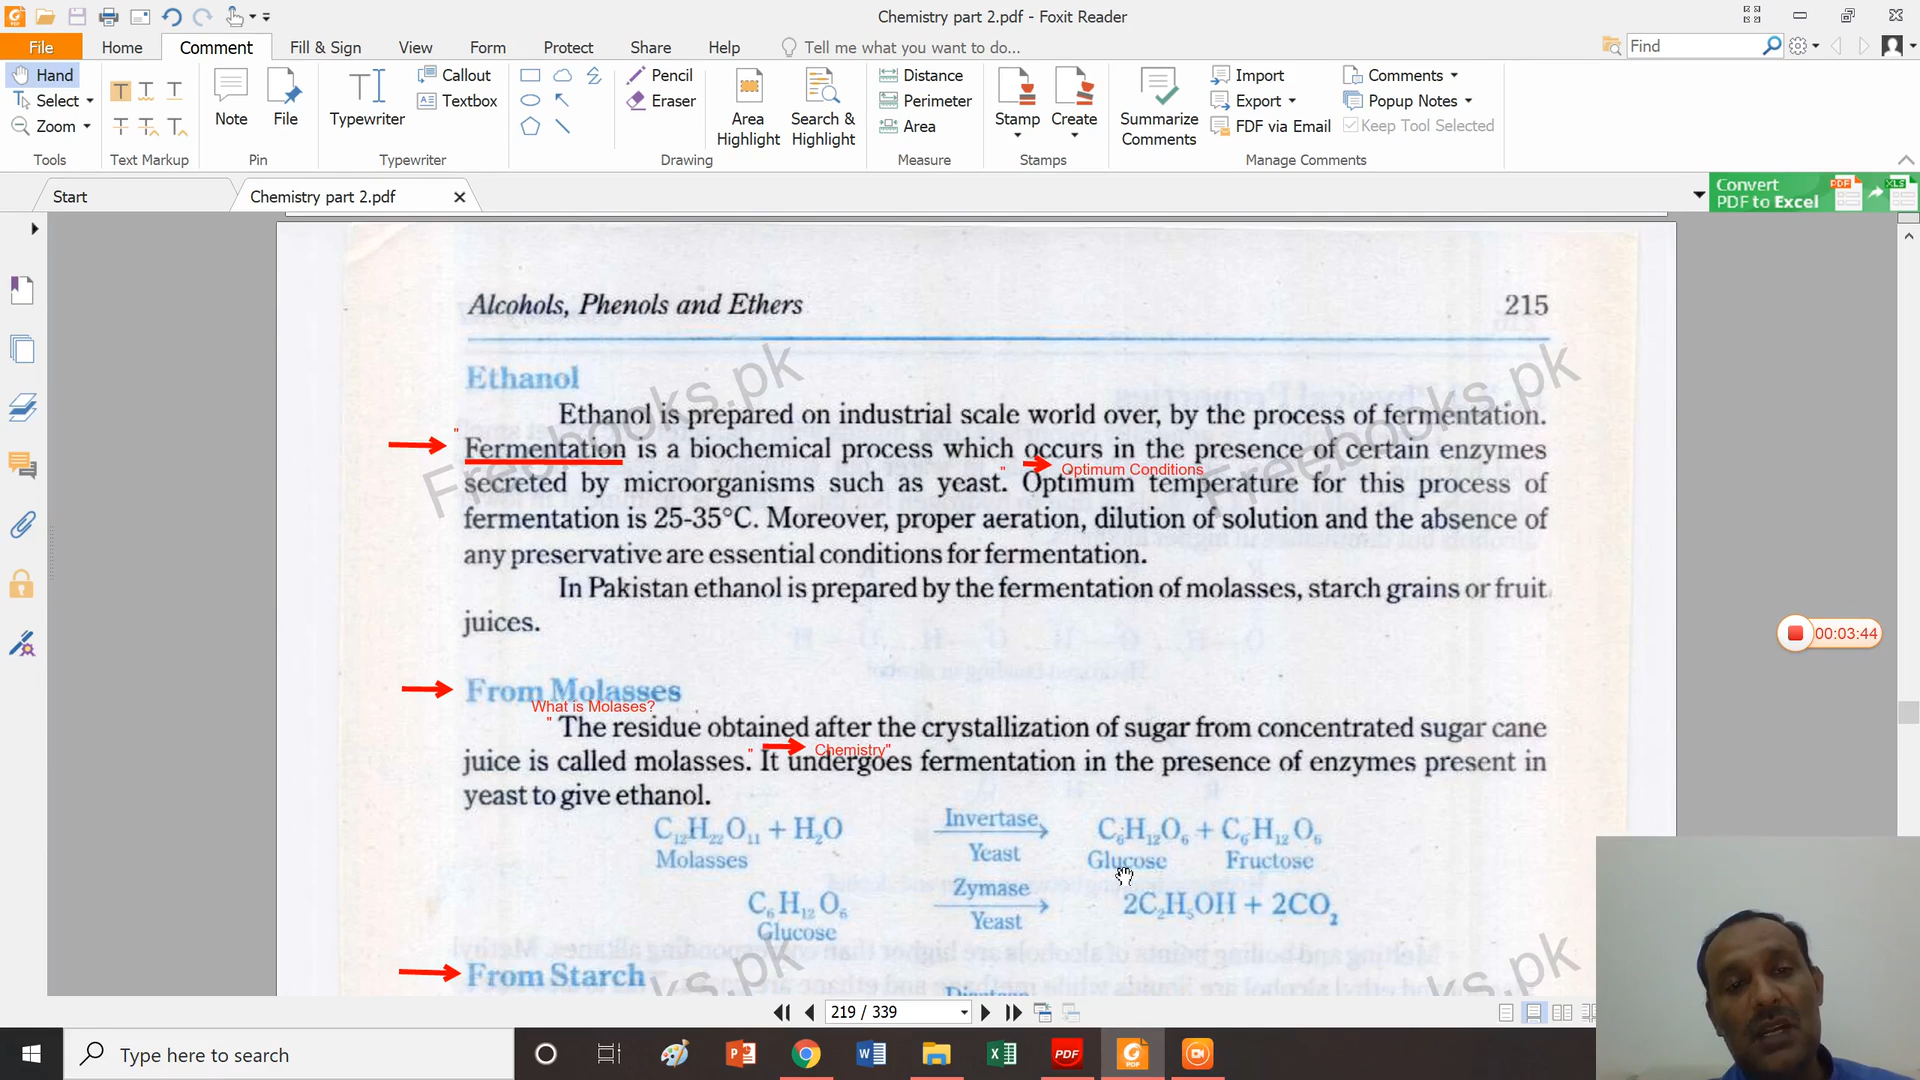 Chemistry part 2.pdf - Foxit Reader
File Home Comment Fill & Sign View Form Protect Share Help Tell me what you want to do... Find
Hand
Select
Zoom
Tools
Text Markup
Note
File
Pin
Typewriter
Callout
Textbox
Typewriter
Pencil
Eraser
Area Highlight
Search & Highlight
Drawing
Distance
Perimeter
Area
Measure
Stamp
Create
Stamps
Summarize Comments
Import
Export
FDF via Email
Comments
Popup Notes
Keep Tool Selected
Manage Comments
Start Chemistry part 2.pdf
Convert
PDF to Excel
PDF XLS
Alcohols, Phenols and Ethers 215
Ethanol
Ethanol is prepared on industrial scale world over, by the process of fermentation.
" Fermentation is a biochemical process which occurs in the presence of certain enzymes
" Optimum Conditions
secreted by microorganisms such as yeast. Optimum temperature for this process of
fermentation is 25-35°C. Moreover, proper aeration, dilution of solution and the absence of
any preservative are essential conditions for fermentation.
In Pakistan ethanol is prepared by the fermentation of molasses, starch grains or fruit
juices.
00:03:44
From Molasses
What is Molases?
" The residue obtained after the crystallization of sugar from concentrated sugar cane
" Chemistry"
juice is called molasses. It undergoes fermentation in the presence of enzymes present in
yeast to give ethanol.
C₁₂H₂₂O₁₁ + H₂O Invertase Yeast C₆H₁₂O₆ + C₆H₁₂O₆
Molasses Glucose Fructose
C₆H₁₂O₆ Zymase Yeast 2C₂H₅OH + 2CO₂
Glucose
From Starch
Freebooks.pk
Freebooks.pk
219 / 339
Type here to search
PDF